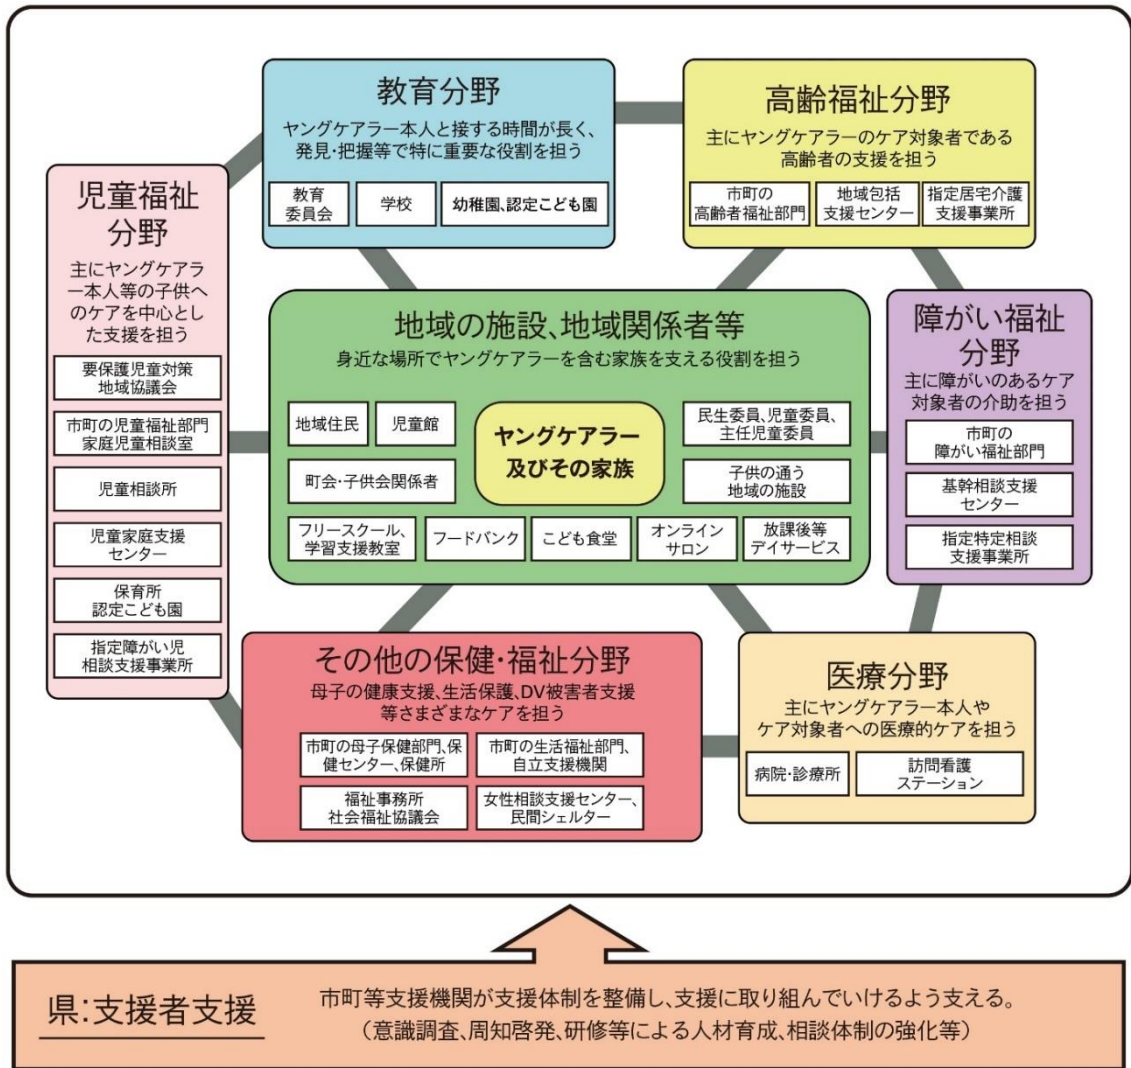 教育分野
ヤングケアラー本人と接する時間が長く、
発見・把握等で特に重要な役割を担う
教育
委員会
学校
幼稚園、認定こども園
高齢福祉分野
主にヤングケアラーのケア対象者である
高齢者の支援を担う
市町の
高齢者福祉部門
地域包括
支援センター
指定居宅介護
支援事業所
児童福祉
分野
主にヤングケアラ
ー本人等の子供へ
のケアを中心とし
た支援を担う
要保護児童対策
地域協議会
市町の児童福祉部門
家庭児童相談室
児童相談所
児童家庭支援
センター
保育所
認定こども園
指定障がい児
相談支援事業所
地域の施設、地域関係者等
身近な場所でヤングケアラーを含む家族を支える役割を担う
地域住民
児童館
町会・子供会関係者
ヤングケアラー
及びその家族
民生委員、児童委員、
主任児童委員
子供の通う
地域の施設
フリースクール、
学習支援教室
フードバンク
こども食堂
オンライン
サロン
放課後等
デイサービス
障がい福祉
分野
主に障がいのあるケア
対象者の介助を担う
市町の
障がい福祉部門
基幹相談支援
センター
指定特定相談
支援事業所
その他の保健・福祉分野
母子の健康支援、生活保護、DV被害者支援
等さまざまなケアを担う
市町の母子保健部門、保
健センター、保健所
市町の生活福祉部門、
自立支援機関
福祉事務所
社会福祉協議会
女性相談支援センター、
民間シェルター
医療分野
主にヤングケアラー本人や
ケア対象者への医療的ケアを担う
病院・診療所
訪問看護
ステーション
県：支援者支援
市町等支援機関が支援体制を整備し、支援に取り組んでいけるよう支える。
（意識調査、周知啓発、研修等による人材育成、相談体制の強化等）